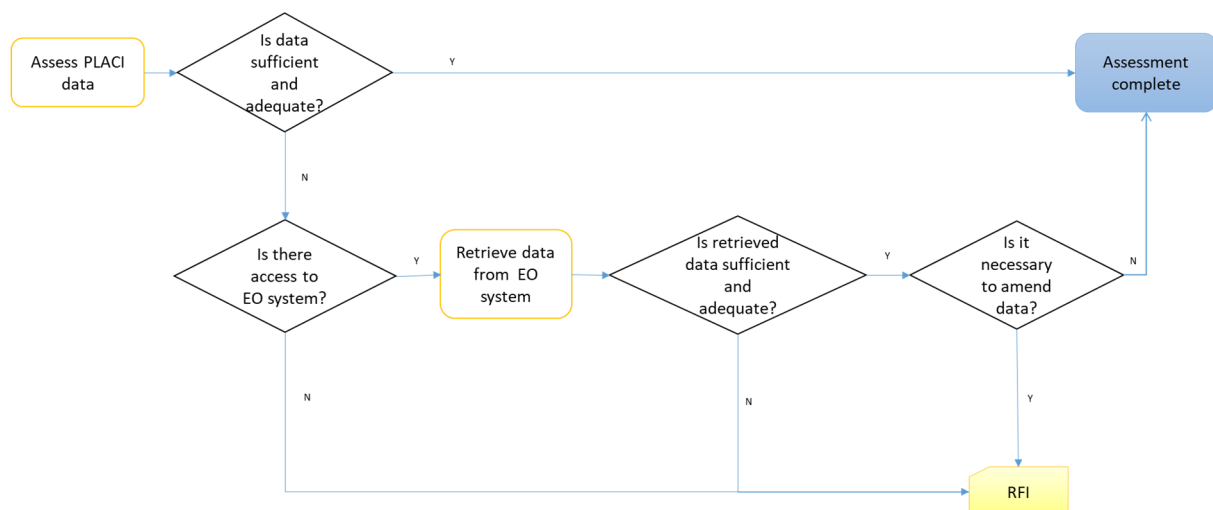 Assess PLACI
data
Is data
sufficient
and
adequate?
Y
Assessment
complete
N
Is there
access to
EO system?
Y
Retrieve data
from EO
system
Is retrieved
data sufficient
and
adequate?
Y
Is it
necessary
to amend
data?
N
N
N
Y
RFI